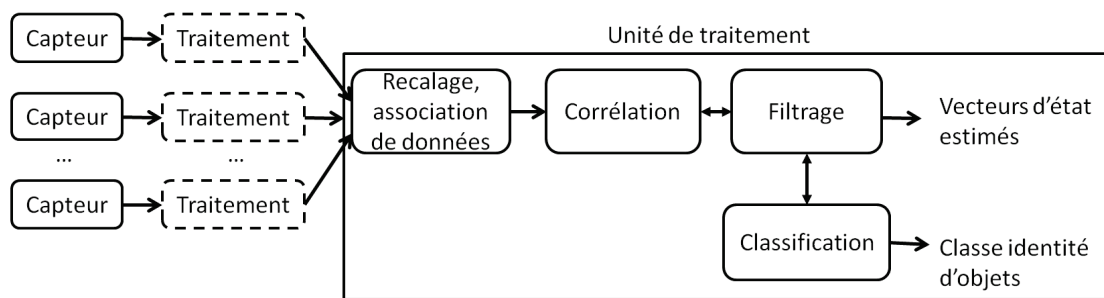 Unité de traitement
Capteur
Traitement
Capteur
Traitement
...
...
Capteur
Traitement
Recalage,
association
de données
Corrélation
Filtrage
Vecteurs d'état
estimés
Classification
Classe identité
d'objets